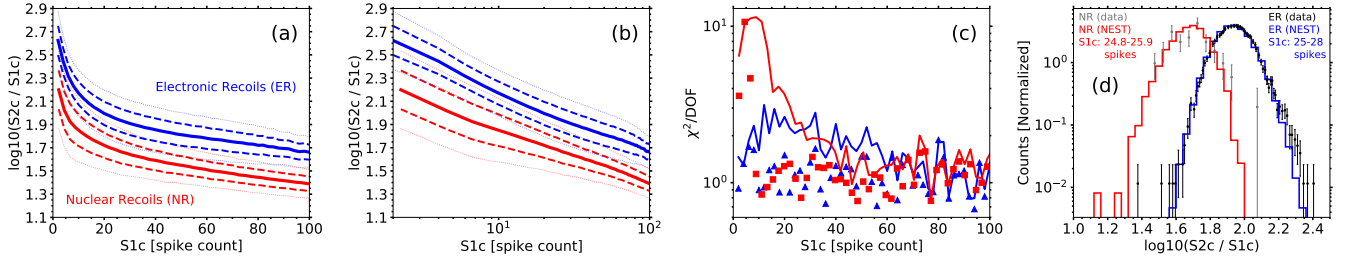 (a)
Electronic Recoils (ER)
Nuclear Recoils (NR)
log10(S2c / S1c)
2.9
2.7
2.5
2.3
2.1
1.9
1.7
1.5
1.3
1.1
0 20 40 60 80 100
S1c [spike count]
(b)
log10(S2c / S1c)
2.9
2.7
2.5
2.3
2.1
1.9
1.7
1.5
1.3
1.1
10^1 10^2
S1c [spike count]
(c)
χ²/DOF
10^1
10^0
0 20 40 60 80 100
S1c [spike count]
NR (data)
NR (NEST)
S1c: 24.8-25.9
spikes
ER (data)
ER (NEST)
S1c: 25-28
spikes
(d)
Counts [Normalized]
10^0
10^−1
10^−2
1.0 1.2 1.4 1.6 1.8 2.0 2.2 2.4
log10(S2c / S1c)